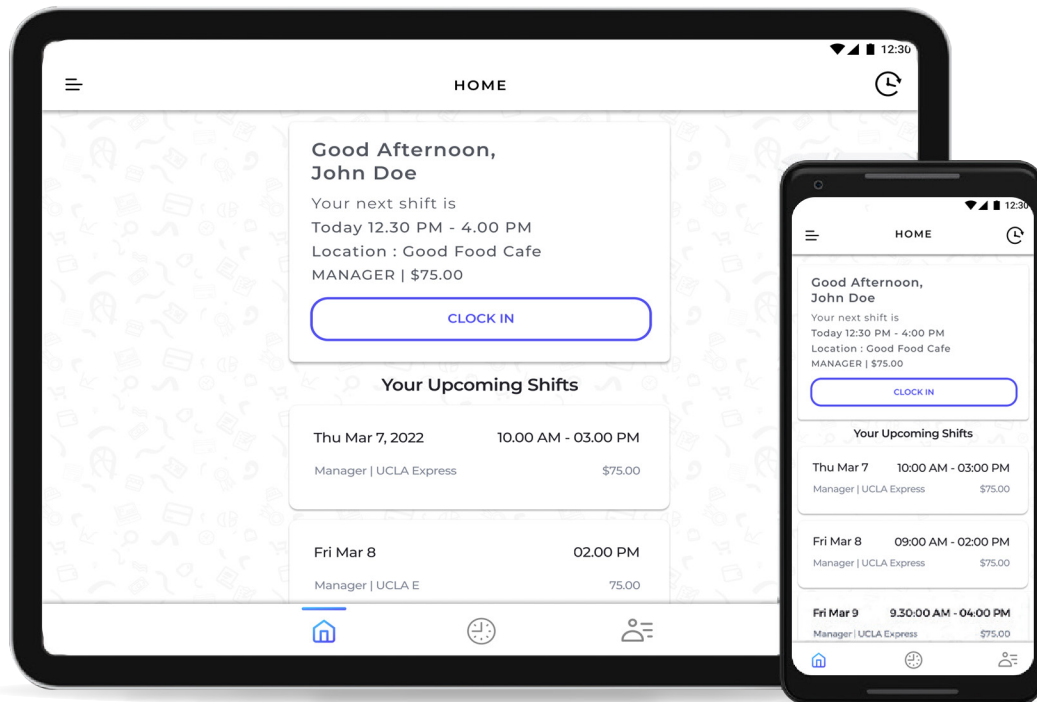 12:30
HOME
Good Afternoon,
John Doe
Your next shift is
Today 12.30 PM - 4.00 PM
Location : Good Food Cafe
MANAGER | $75.00
CLOCK IN
Your Upcoming Shifts
Thu Mar 7, 2022 10.00 AM - 03.00 PM
Manager | UCLA Express $75.00
Fri Mar 8 02.00 PM
Manager | UCLA E 75.00
12:30
HOME
Good Afternoon,
John Doe
Your next shift is
Today 12:30 PM - 4:00 PM
Location : Good Food Cafe
MANAGER | $75.00
CLOCK IN
Your Upcoming Shifts
Thu Mar 7 10:00 AM - 03:00 PM
Manager | UCLA Express $75.00
Fri Mar 8 09:00 AM - 02:00 PM
Manager | UCLA Express $75.00
Fri Mar 9 9.30:00 AM - 04:00 PM
Manager | UCLA Express $75.00